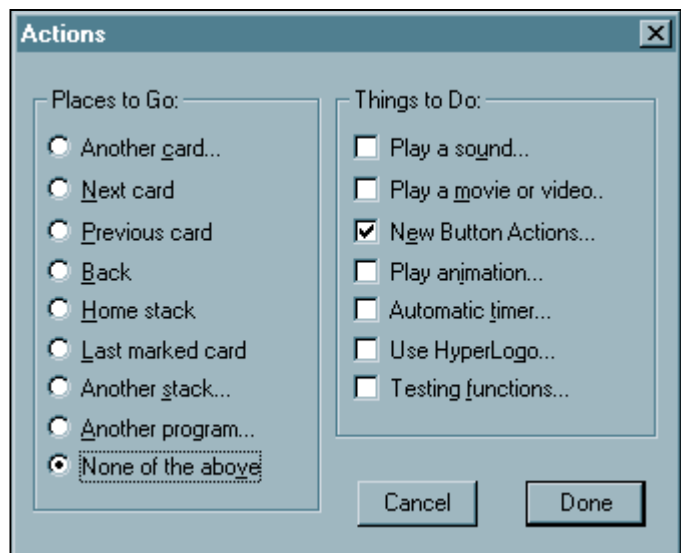 Actions
Places to Go:
Another card...
Next card
Previous card
Back
Home stack
Last marked card
Another stack...
Another program...
None of the above
Things to Do:
Play a sound...
Play a movie or video..
New Button Actions...
Play animation...
Automatic timer...
Use HyperLogo...
Testing functions...
Cancel
Done